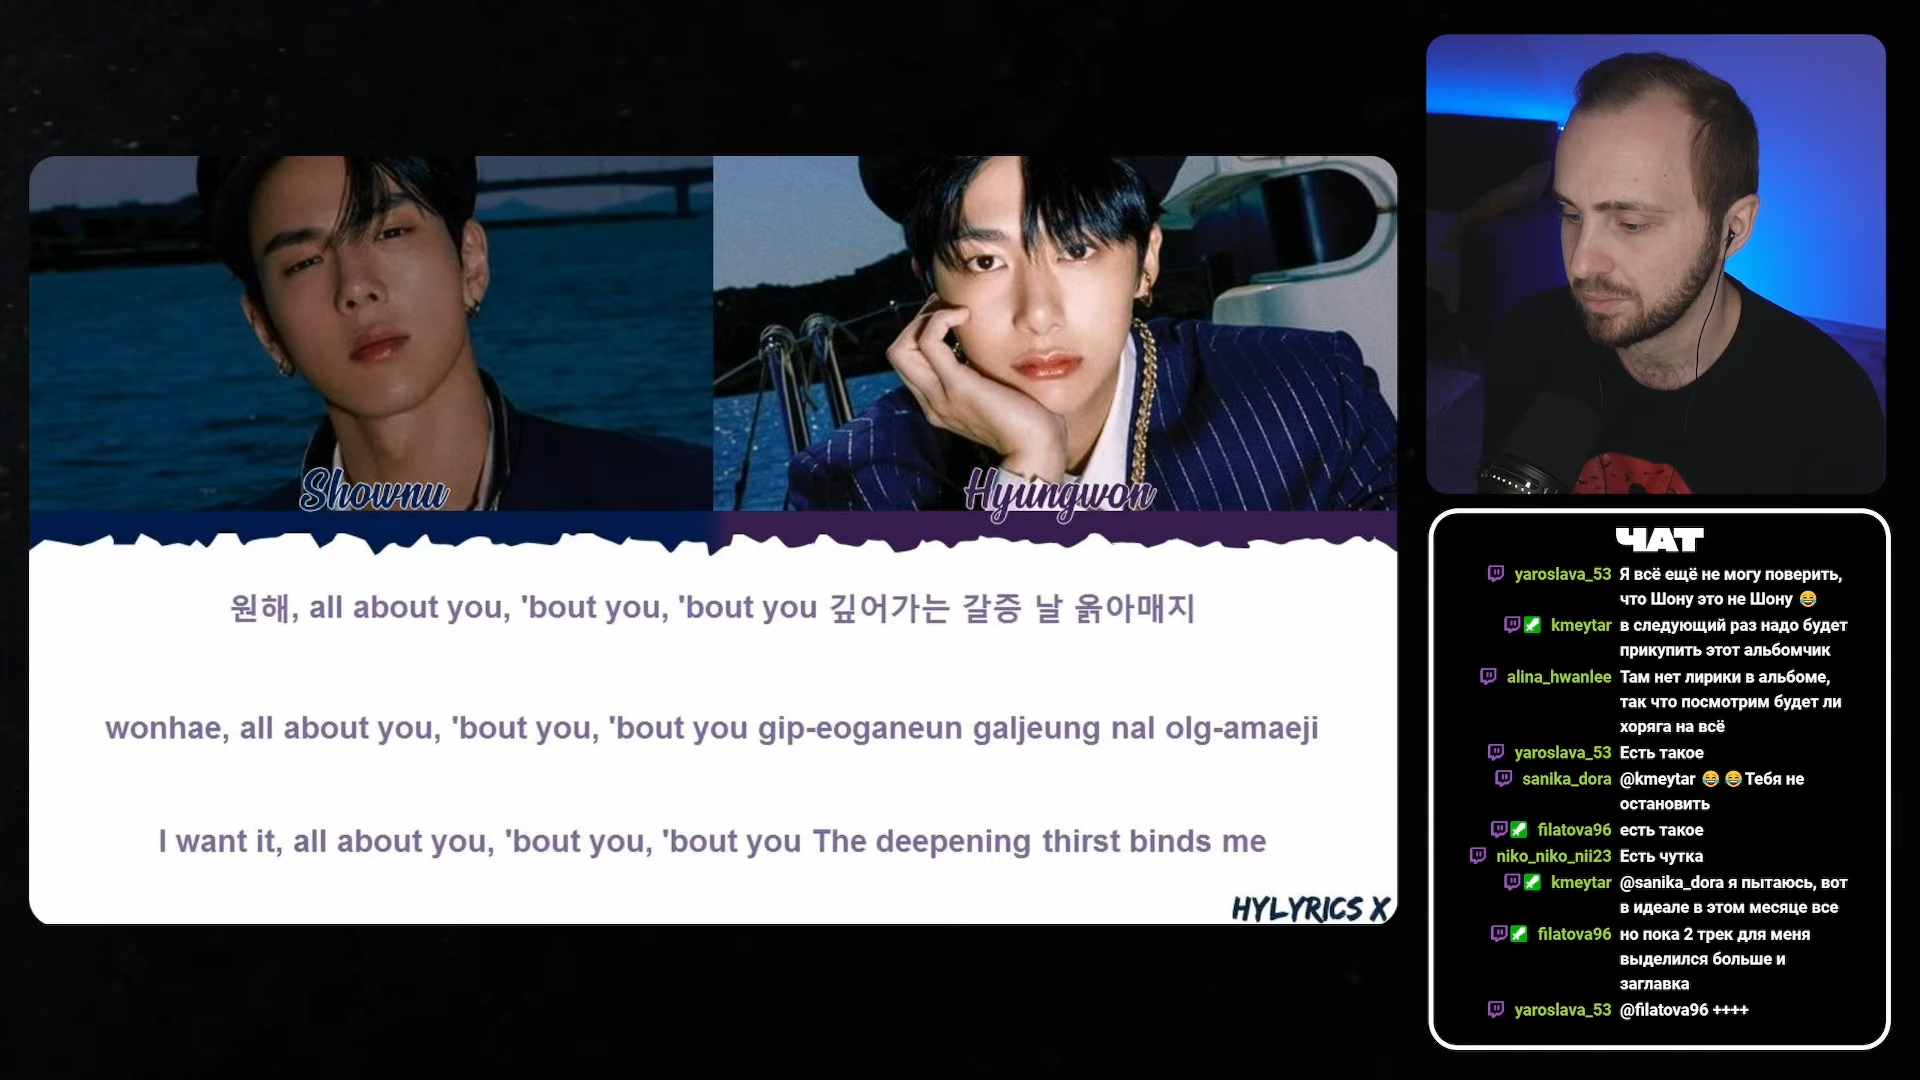 Shownu
Hyungwon
원해, all about you, 'bout you, 'bout you 깊어가는 갈증 날 옭아매지
wonhae, all about you, 'bout you, 'bout you gip-eoganeun galjeung nal olg-amaeji
I want it, all about you, 'bout you, 'bout you The deepening thirst binds me
HYLYRICS X
ЧАТ
yaroslava_53 Я всё ещё не могу поверить,
что Шону это не Шону 😂
kmeytar в следующий раз надо будет
прикупить этот альбомчик
alina_hwanlee Там нет лирики в альбоме,
так что посмотрим будет ли
хоряга на всё
yaroslava_53 Есть такое
sanika_dora @kmeytar 😂 😂 Тебя не
остановить
filatova96 есть такое
niko_niko_nii23 Есть чутка
kmeytar @sanika_dora я пытаюсь, вот
в идеале в этом месяце все
filatova96 но пока 2 трек для меня
выделился больше и
заглавка
yaroslava_53 @filatova96 ++++